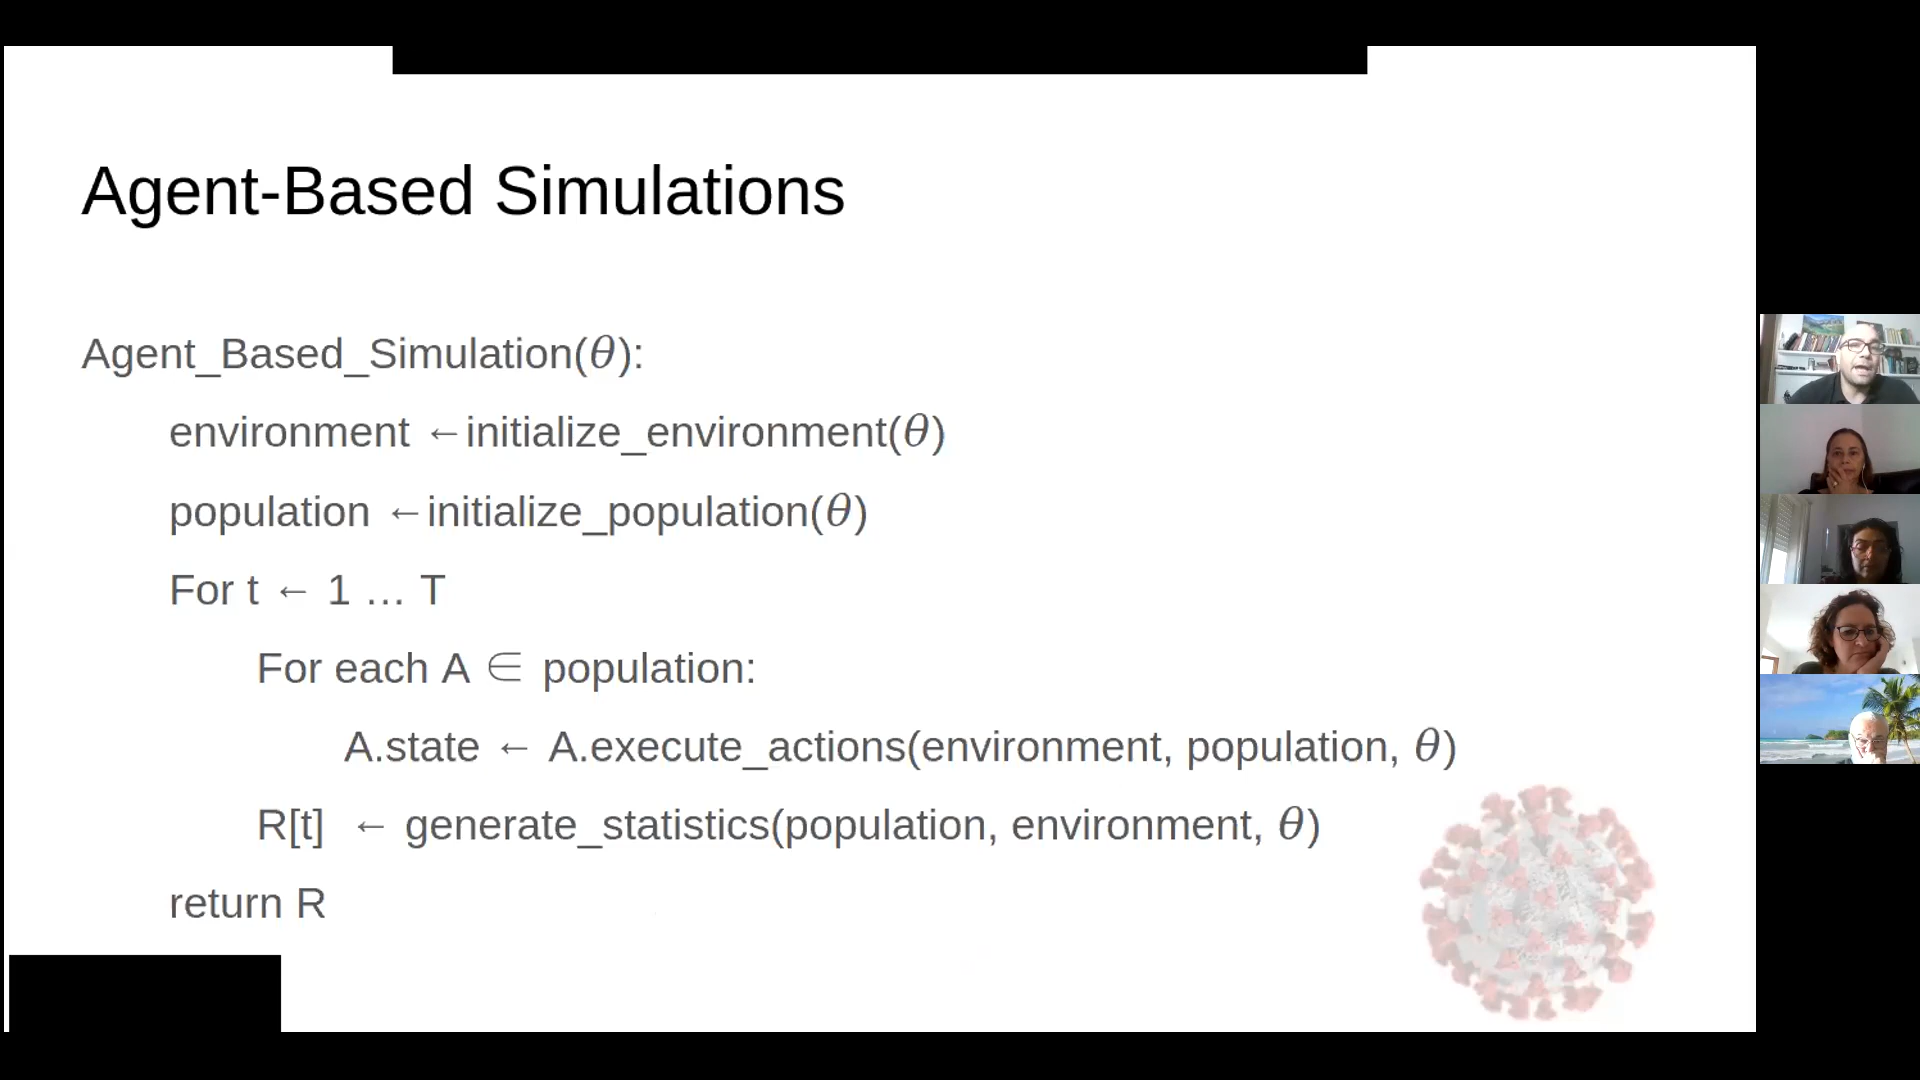 Agent-Based Simulations
Agent_Based_Simulation(θ):
environment ←initialize_environment(θ)
population ←initialize_population(θ)
For t ← 1 … T
For each A ∈ population:
A.state ← A.execute_actions(environment, population, θ)
R[t] ← generate_statistics(population, environment, θ)
return R